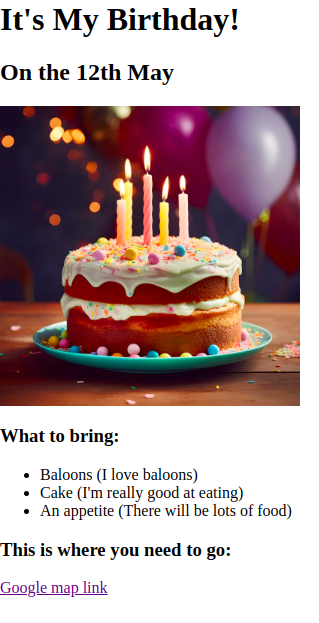 It's My Birthday!
On the 12th May
What to bring:
Baloons (I love baloons)
Cake (I'm really good at eating)
An appetite (There will be lots of food)
This is where you need to go:
Google map link